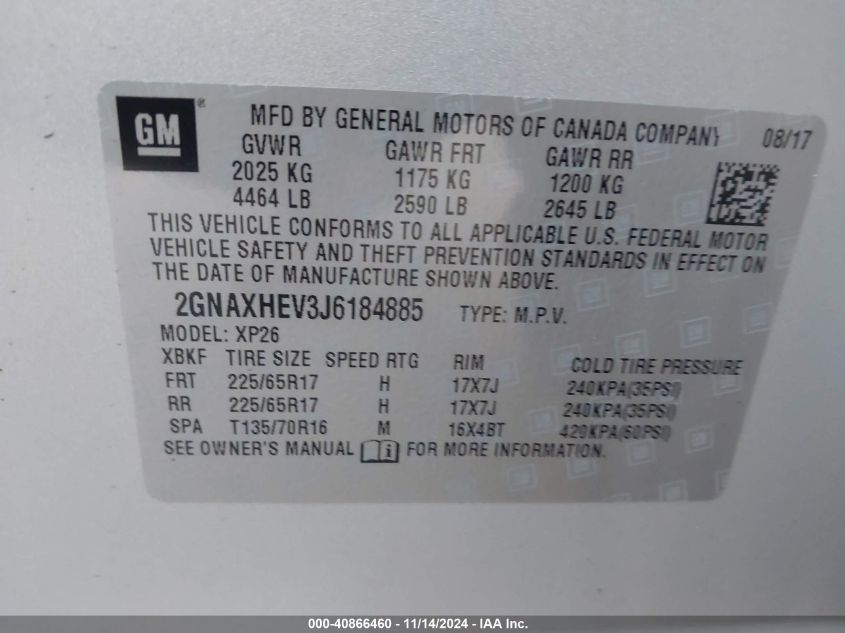 GM®
MFD BY GENERAL MOTORS OF CANADA COMPANY 08/17
GVWR GAWR FRT GAWR RR
2025 KG 1175 KG 1200 KG
4464 LB 2590 LB 2645 LB
THIS VEHICLE CONFORMS TO ALL APPLICABLE U.S. FEDERAL MOTOR
VEHICLE SAFETY AND THEFT PREVENTION STANDARDS IN EFFECT ON
THE DATE OF MANUFACTURE SHOWN ABOVE.
2GNAXHEV3J6184885 TYPE: M.P.V.
MODEL: XP26
XBKF TIRE SIZE SPEED RTG RIM COLD TIRE PRESSURE
FRT 225/65R17 H 17X7J 240KPA(35PSI)
RR 225/65R17 H 17X7J 240KPA(35PSI)
SPA T135/70R16 M 16X4BT 420KPA(60PSI)
SEE OWNER'S MANUAL FOR MORE INFORMATION.
000-40866460 - 11/14/2024 - IAA Inc.